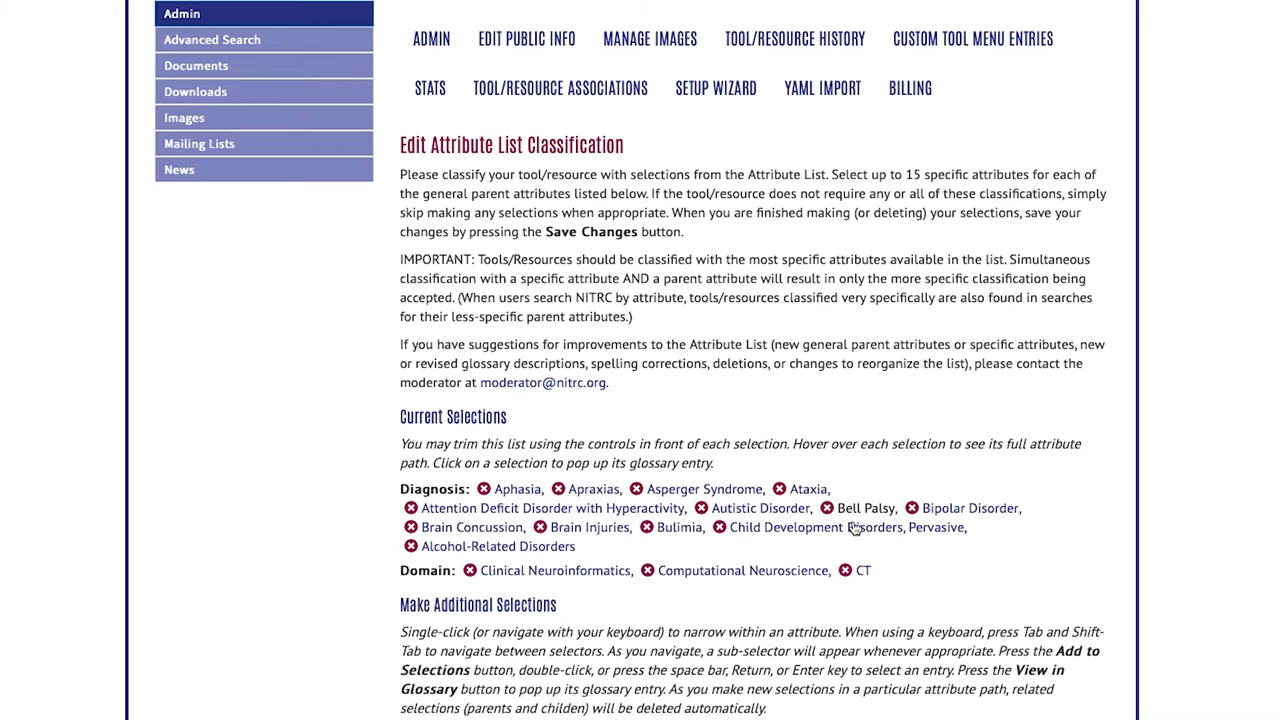 Admin
Advanced Search
Documents
Downloads
Images
Mailing Lists
News
ADMIN EDIT PUBLIC INFO MANAGE IMAGES TOOL/RESOURCE HISTORY CUSTOM TOOL MENU ENTRIES
STATS TOOL/RESOURCE ASSOCIATIONS SETUP WIZARD YAML IMPORT BILLING
Edit Attribute List Classification
Please classify your tool/resource with selections from the Attribute List. Select up to 15 specific attributes for each of
the general parent attributes listed below. If the tool/resource does not require any or all of these classifications, simply
skip making any selections when appropriate. When you are finished making (or deleting) your selections, save your
changes by pressing the Save Changes button.
IMPORTANT: Tools/Resources should be classified with the most specific attributes available in the list. Simultaneous
classification with a specific attribute AND a parent attribute will result in only the more specific classification being
accepted. (When users search NITRC by attribute, tools/resources classified very specifically are also found in searches
for their less-specific parent attributes.)
If you have suggestions for improvements to the Attribute List (new general parent attributes or specific attributes, new
or revised glossary descriptions, spelling corrections, deletions, or changes to reorganize the list), please contact the
moderator at moderator@nitrc.org.
Current Selections
You may trim this list using the controls in front of each selection. Hover over each selection to see its full attribute
path. Click on a selection to pop up its glossary entry.
Diagnosis: Aphasia, Apraxias, Asperger Syndrome, Ataxia,
Attention Deficit Disorder with Hyperactivity, Autistic Disorder, Bell Palsy, Bipolar Disorder,
Brain Concussion, Brain Injuries, Bulimia, Child Development Disorders, Pervasive,
Alcohol-Related Disorders
Domain: Clinical Neuroinformatics, Computational Neuroscience, CT
Make Additional Selections
Single-click (or navigate with your keyboard) to narrow within an attribute. When using a keyboard, press Tab and Shift-
Tab to navigate between selectors. As you navigate, a sub-selector will appear whenever appropriate. Press the Add to
Selections button, double-click, or press the space bar, Return, or Enter key to select an entry. Press the View in
Glossary button to pop up its glossary entry. As you make new selections in a particular attribute path, related
selections (parents and childen) will be deleted automatically.